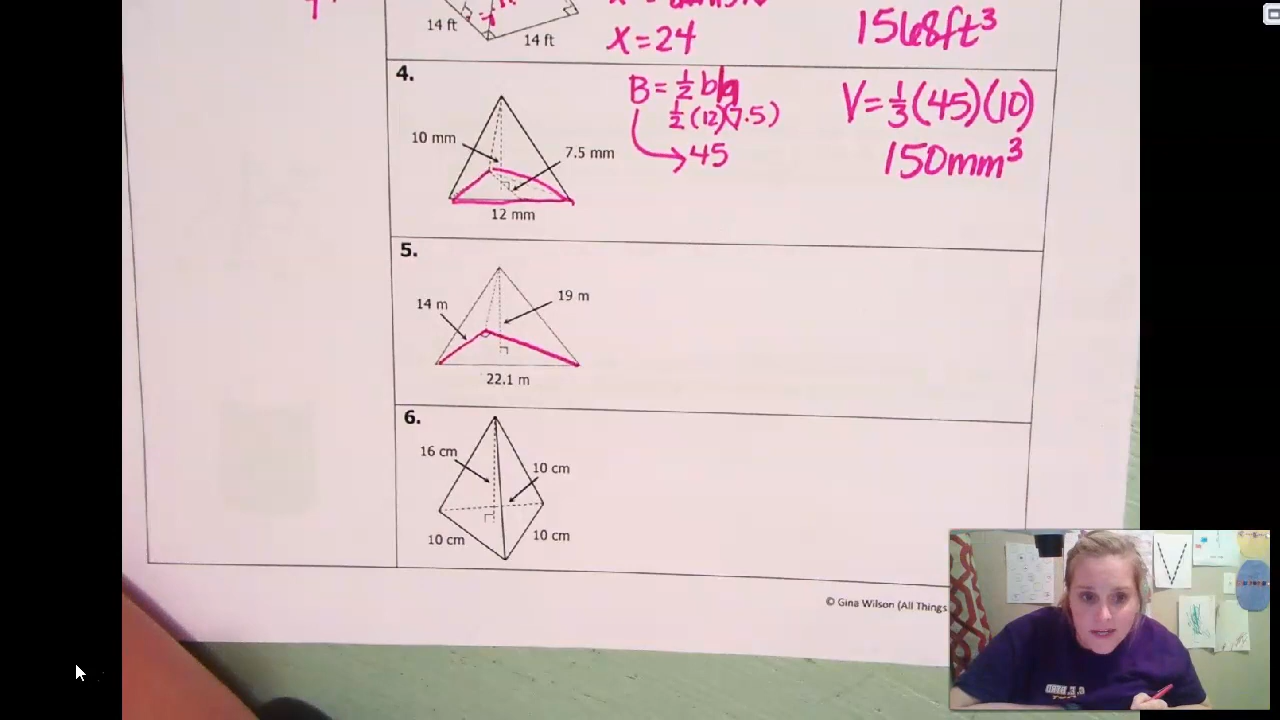 14 ft
14 ft
x = 24
1568ft³
4.
10 mm
7.5 mm
12 mm
B = ½ bh
½(12)(7.5)
45
V = ⅓(45)(10)
150mm³
5.
14 m
19 m
22.1 m
6.
16 cm
10 cm
10 cm
10 cm
© Gina Wilson (All Things